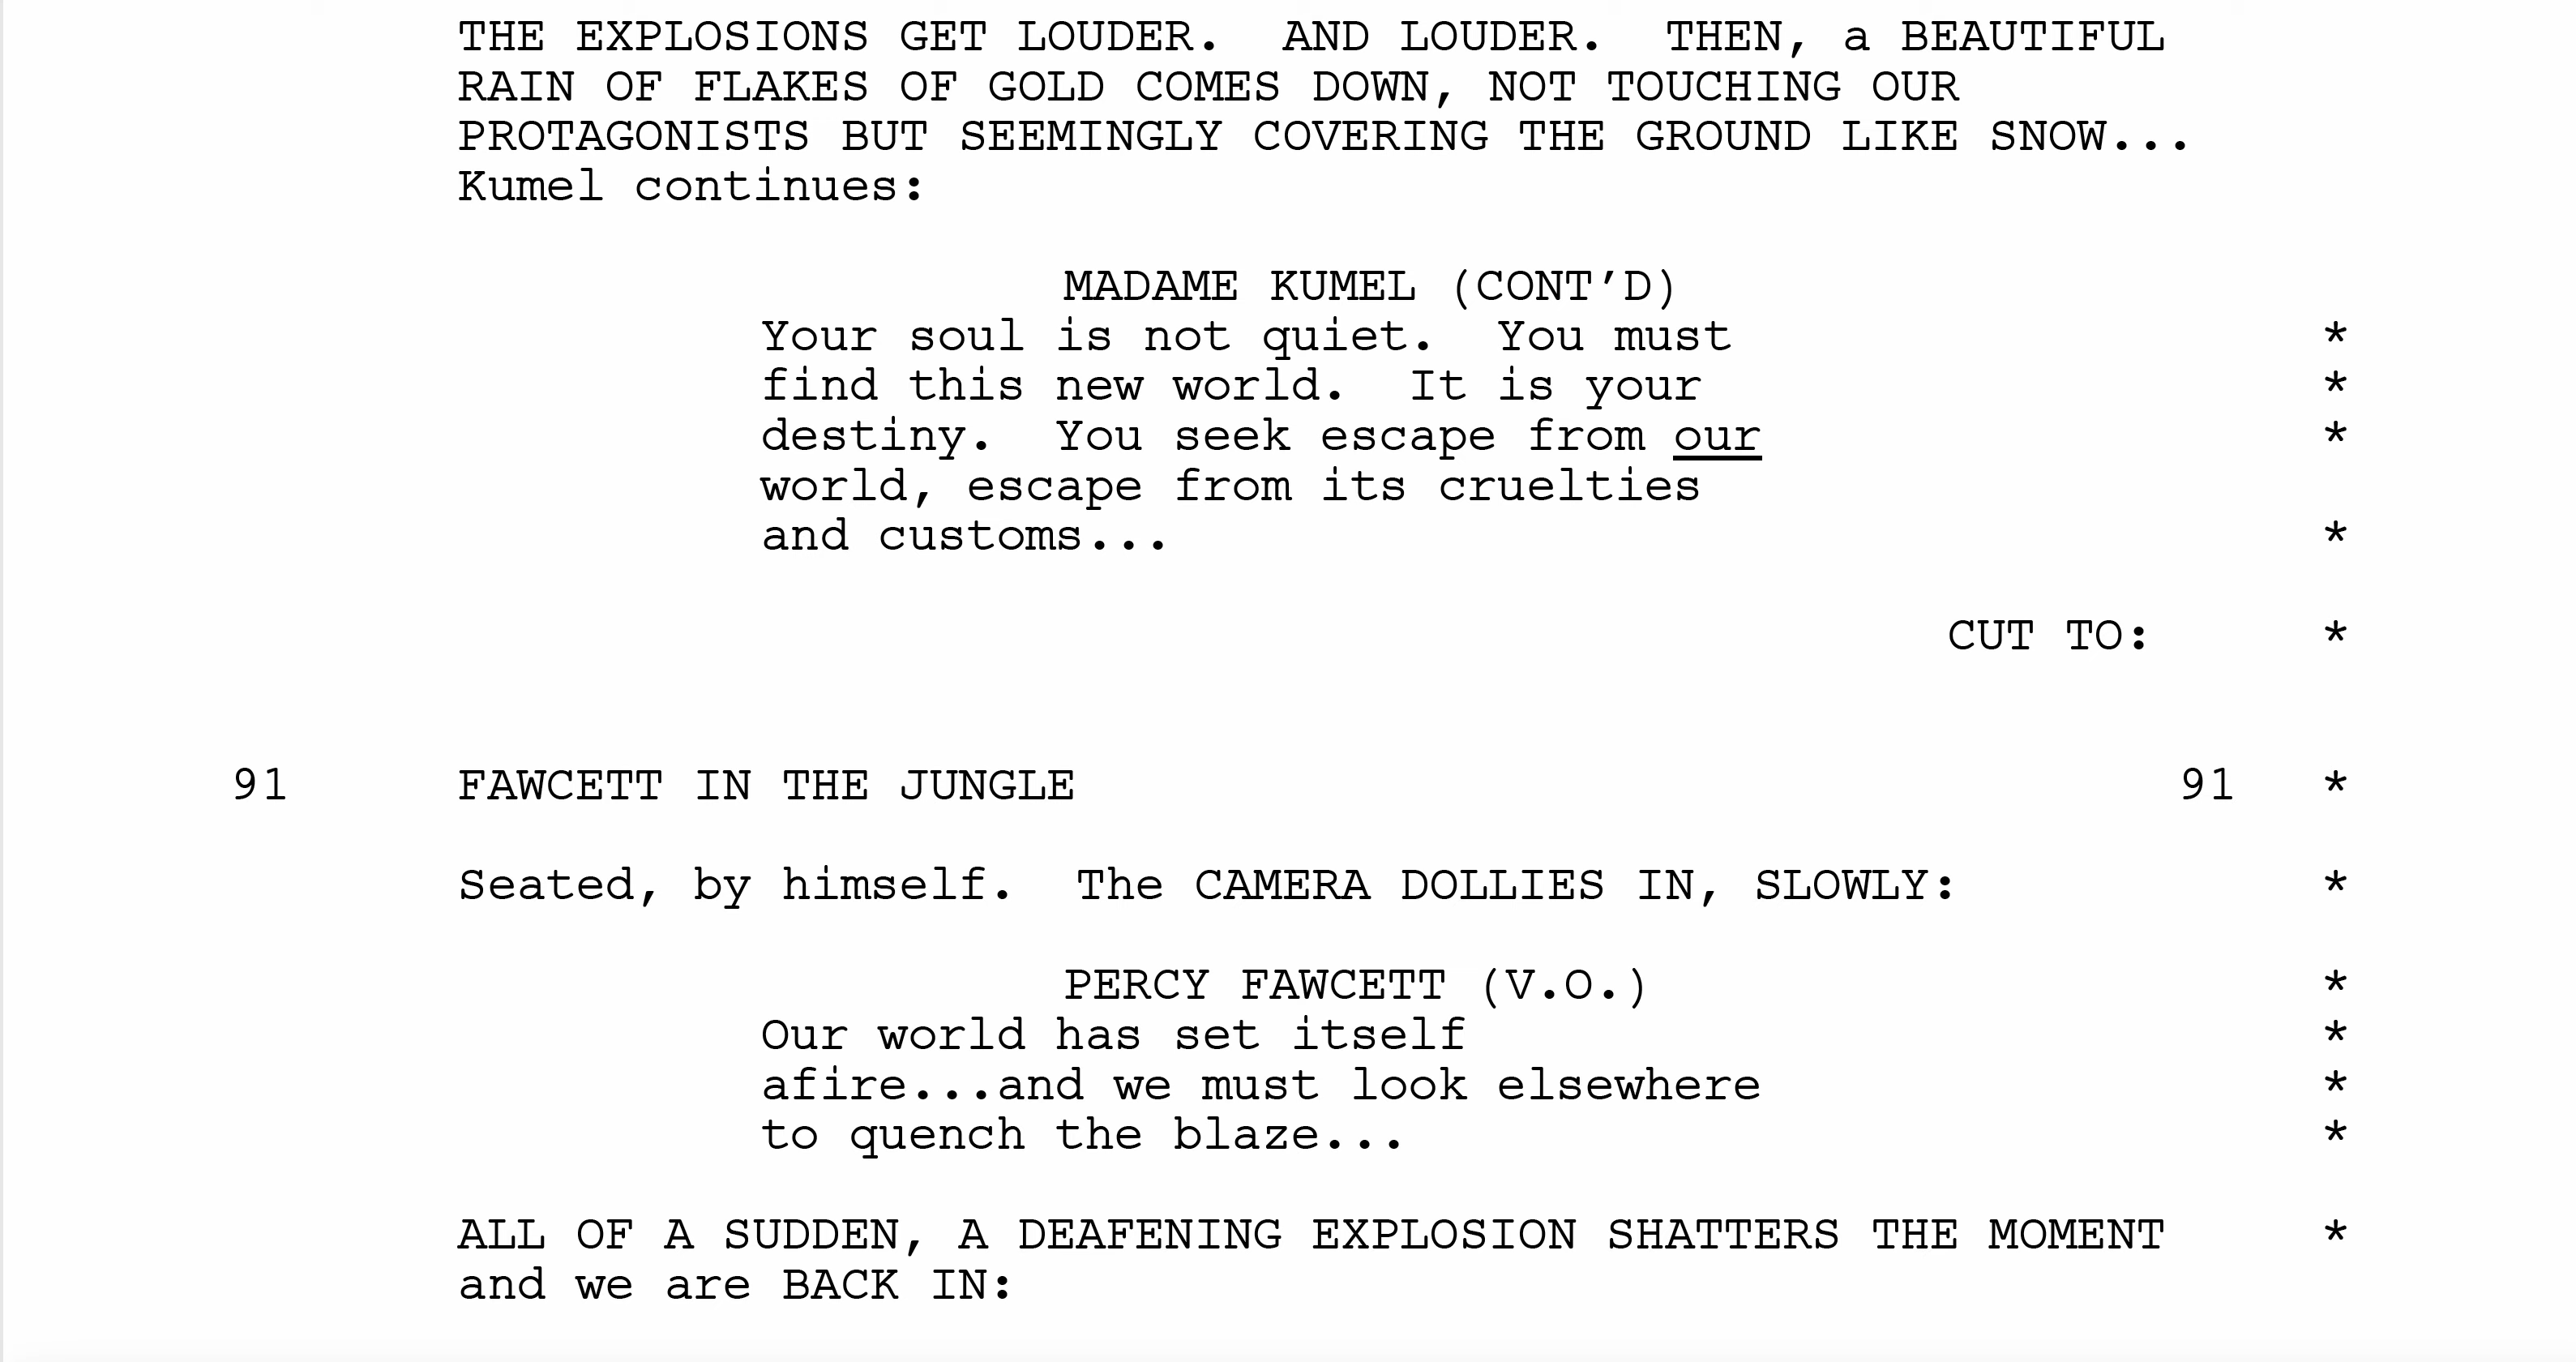 THE EXPLOSIONS GET LOUDER.  AND LOUDER.  THEN, a BEAUTIFUL
RAIN OF FLAKES OF GOLD COMES DOWN, NOT TOUCHING OUR
PROTAGONISTS BUT SEEMINGLY COVERING THE GROUND LIKE SNOW...
Kumel continues:
MADAME KUMEL (CONT’D)
Your soul is not quiet.  You must *
find this new world.  It is your *
destiny.  You seek escape from our *
world, escape from its cruelties
and customs... *
CUT TO: *
91 FAWCETT IN THE JUNGLE 91 *
Seated, by himself.  The CAMERA DOLLIES IN, SLOWLY: *
PERCY FAWCETT (V.O.) *
Our world has set itself *
afire...and we must look elsewhere *
to quench the blaze... *
ALL OF A SUDDEN, A DEAFENING EXPLOSION SHATTERS THE MOMENT *
and we are BACK IN: